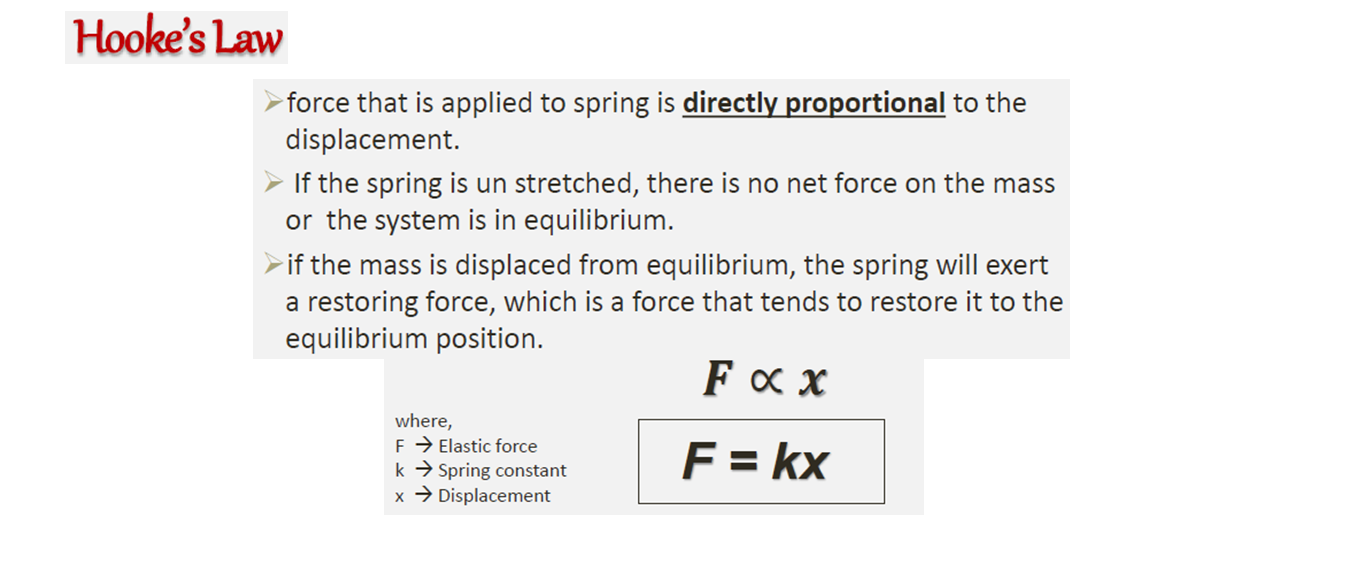 Hooke's Law
➢force that is applied to spring is directly proportional to the
displacement.
➢ If the spring is un stretched, there is no net force on the mass
or the system is in equilibrium.
➢if the mass is displaced from equilibrium, the spring will exert
a restoring force, which is a force that tends to restore it to the
equilibrium position.
F ∝ x
where,
F → Elastic force
k → Spring constant
x → Displacement
F = kx